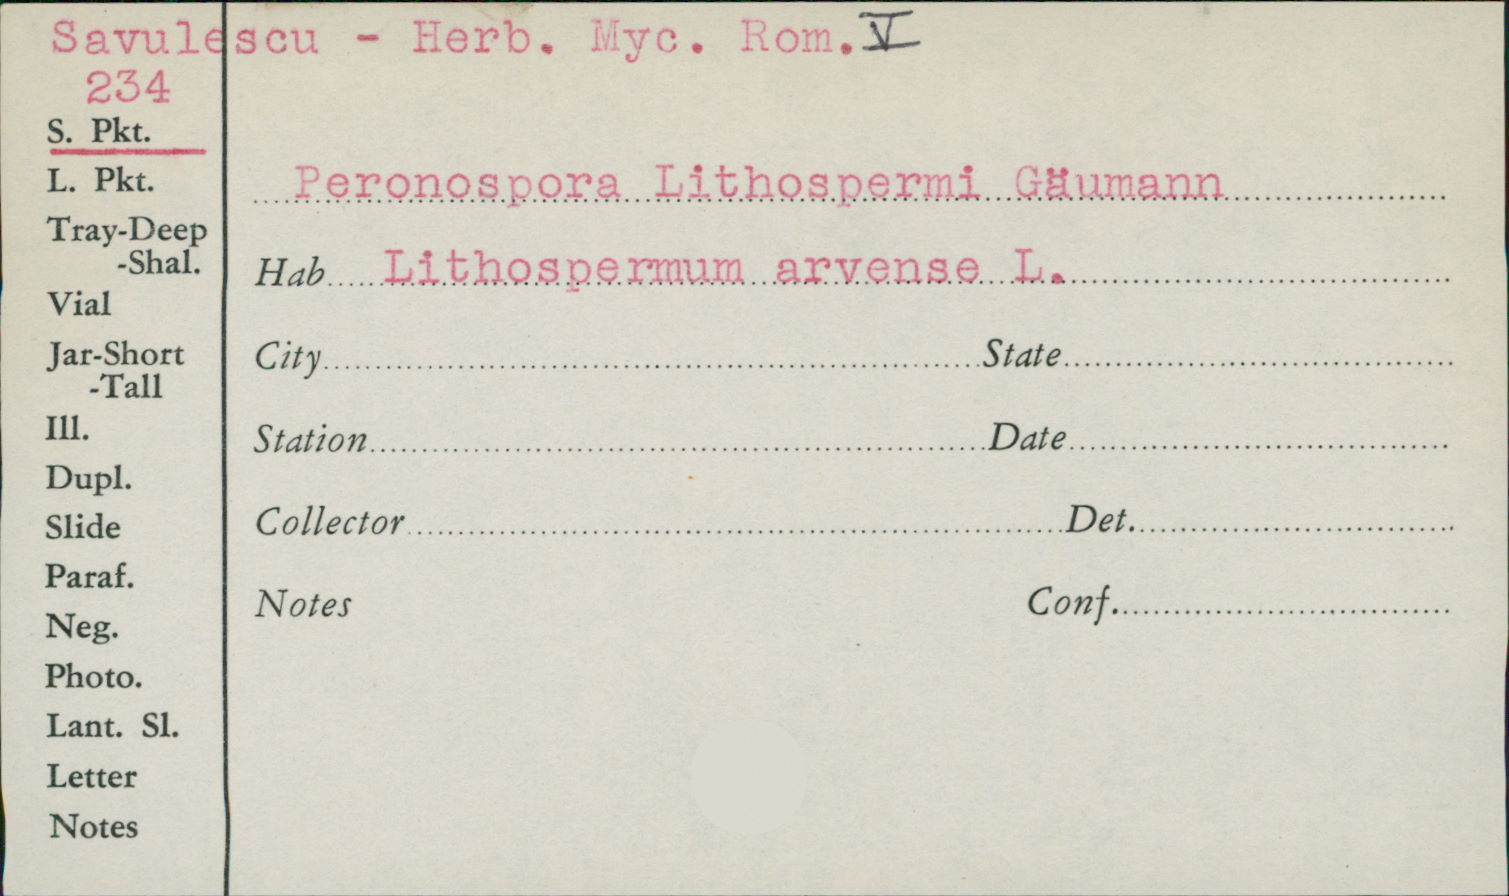 Savulescu - Herb. Myc. Rom. V
234
S. Pkt.
L. Pkt.
Tray-Deep
-Shal.
Vial
Jar-Short
-Tall
Ill.
Dupl.
Slide
Paraf.
Neg.
Photo.
Lant. Sl.
Letter
Notes
Peronospora Lithospermi Gäumann
Hab. Lithospermum arvense L.
City State
Station Date
Collector Det.
Notes Conf.